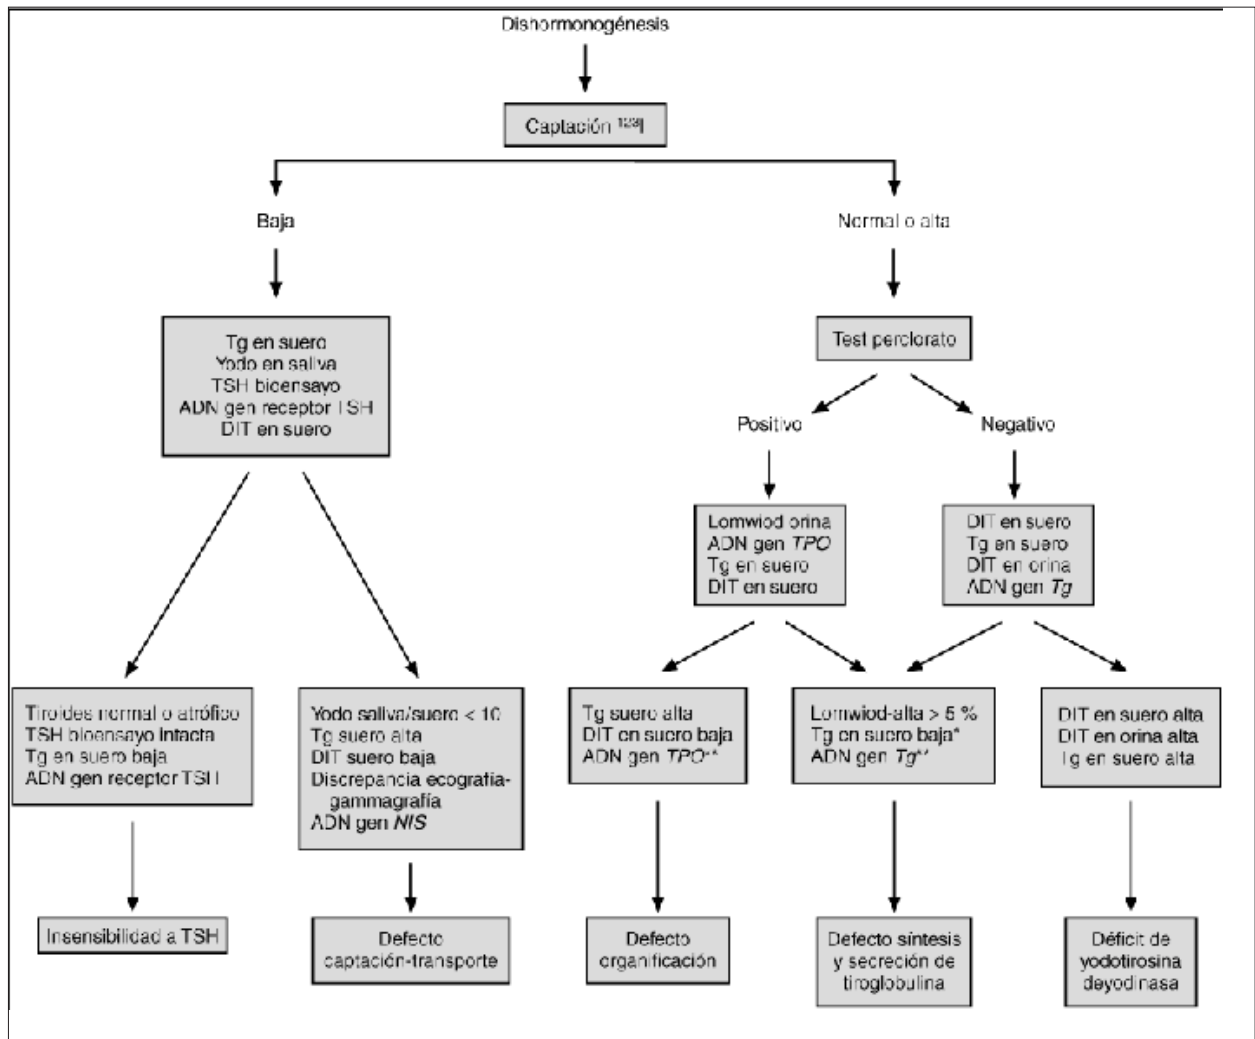 Dishormonogénesis
Captación ¹²³I
Baja
Normal o alta
Tg en suero
Yodo en saliva
TSH bioensayo
ADN gen receptor TSH
DIT en suero
Test perclorato
Positivo
Negativo
Lomwiod orina
ADN gen TPO
Tg en suero
DIT en suero
DIT en suero
Tg en suero
DIT en orina
ADN gen Tg
Tiroides normal o atrófico
TSH bioensayo intacta
Tg en suero baja
ADN gen receptor TSH
Yodo saliva/suero < 10
Tg suero alta
DIT suero baja
Discrepancia ecografía-
gammagrafía
ADN gen NIS
Tg suero alta
DIT en suero baja
ADN gen TPO**
Lomwiod-alta > 5 %
Tg en suero baja*
ADN gen Tg**
DIT en suero alta
DIT en orina alta
Tg en suero alta
Insensibilidad a TSH
Defecto
captación-transporte
Defecto
organificación
Defecto síntesis
y secreción de
tiroglobulina
Déficit de
yodotirosina
deyodinasa